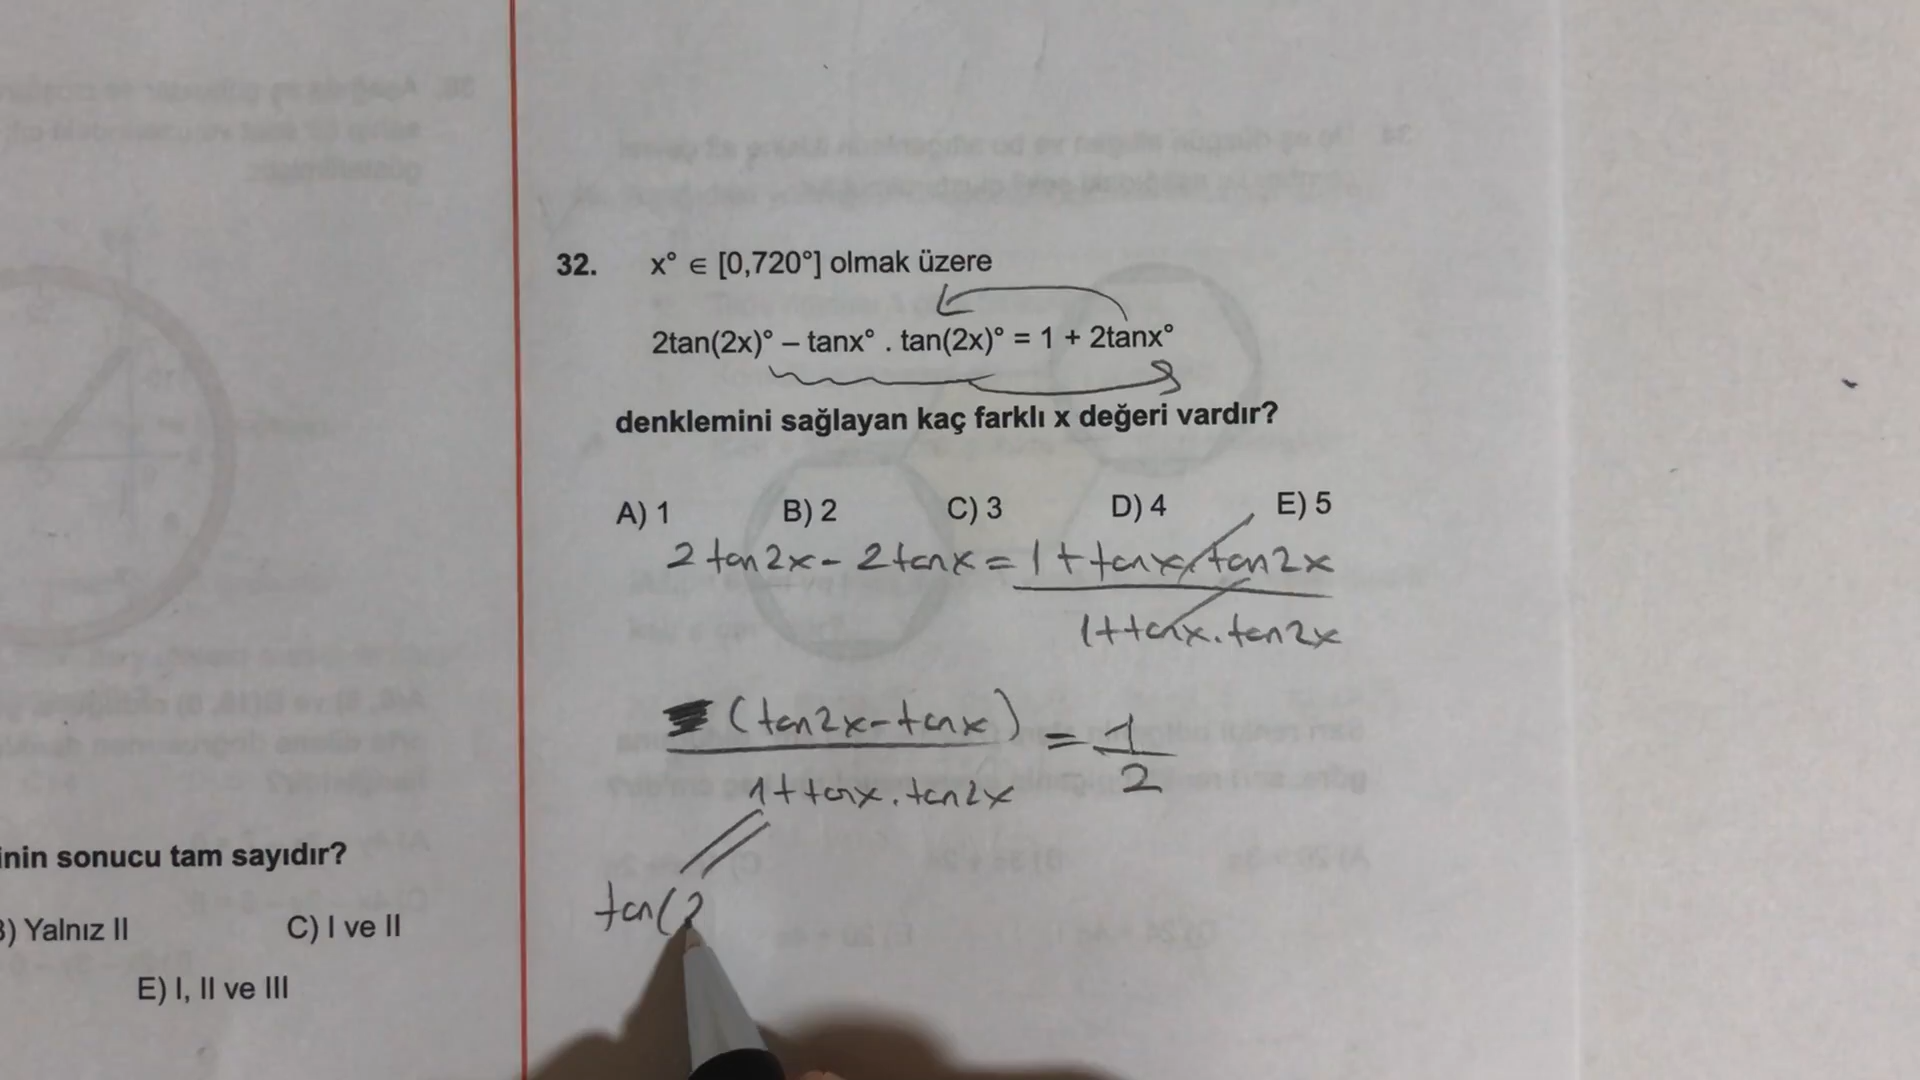 32. x° ∈ [0,720°] olmak üzere
2tan(2x)° – tanx° . tan(2x)° = 1 + 2tanx°
denklemini sağlayan kaç farklı x değeri vardır?
A) 1 B) 2 C) 3 D) 4 E) 5
2tan2x - 2tanx = 1 + tanx.tan2x
1+tanx.tan2x
(tan2x-tanx) = 1
1+tanx.tan2x 2
tan(2
inin sonucu tam sayıdır?
B) Yalnız II C) I ve II
E) I, II ve III